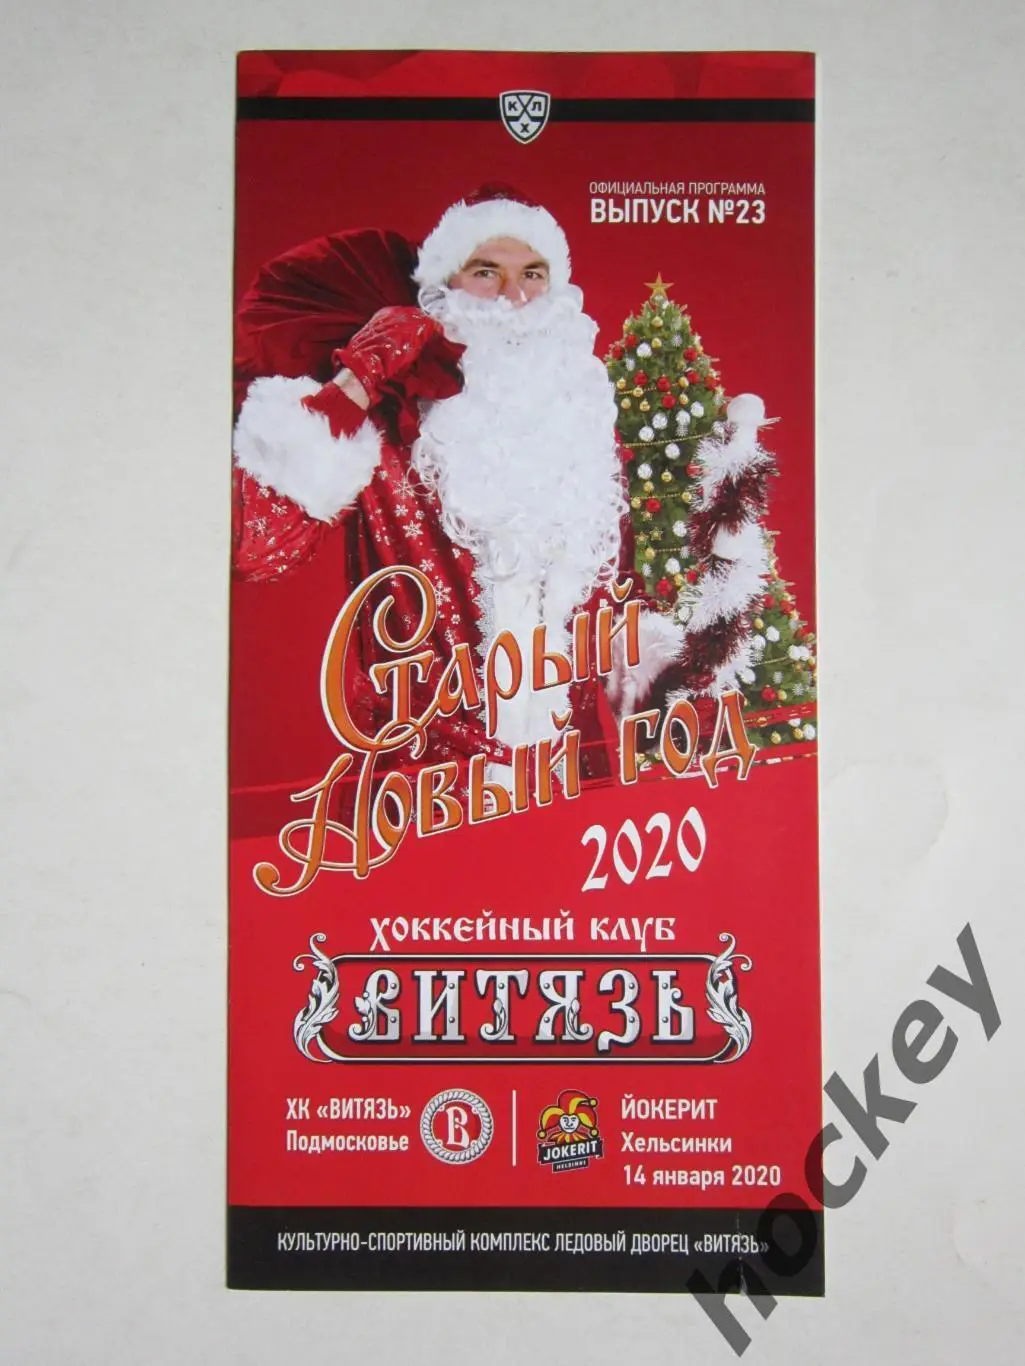 КХЛ
ОФИЦИАЛЬНАЯ ПРОГРАММА
ВЫПУСК №23
Старый
Новый год
2020
ХОККЕЙНЫЙ КЛУБ
ВИТЯЗЬ
ХК «ВИТЯЗЬ»
Подмосковье
В
JOKERIT
HELSINKI
ЙОКЕРИТ
Хельсинки
14 января 2020
КУЛЬТУРНО-СПОРТИВНЫЙ КОМПЛЕКС ЛЕДОВЫЙ ДВОРЕЦ «ВИТЯЗЬ»
hockey